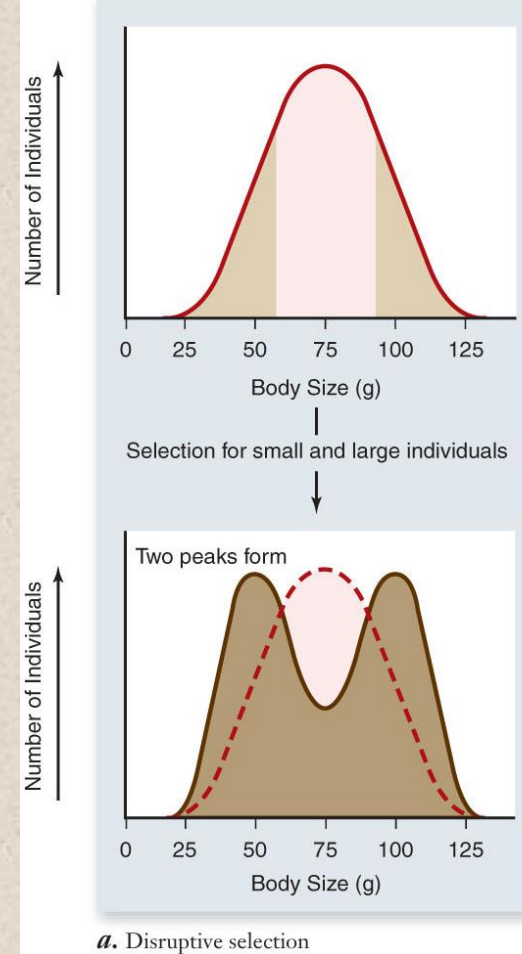 Number of Individuals
0 25 50 75 100 125
Body Size (g)
Selection for small and large individuals
Two peaks form
Number of Individuals
0 25 50 75 100 125
Body Size (g)
a. Disruptive selection